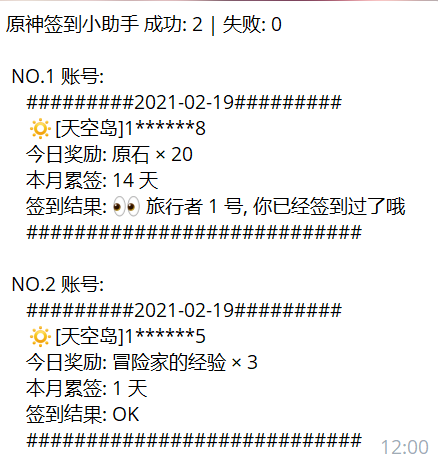 原神签到小助手 成功: 2 | 失败: 0
NO.1 账号:
#########2021-02-19#########
🔅[天空岛]1******8
今日奖励: 原石 × 20
本月累签: 14 天
签到结果: 👀 旅行者 1 号, 你已经签到过了哦
############################
NO.2 账号:
#########2021-02-19#########
🔅[天空岛]1******5
今日奖励: 冒险家的经验 × 3
本月累签: 1 天
签到结果: OK
############################
12:00